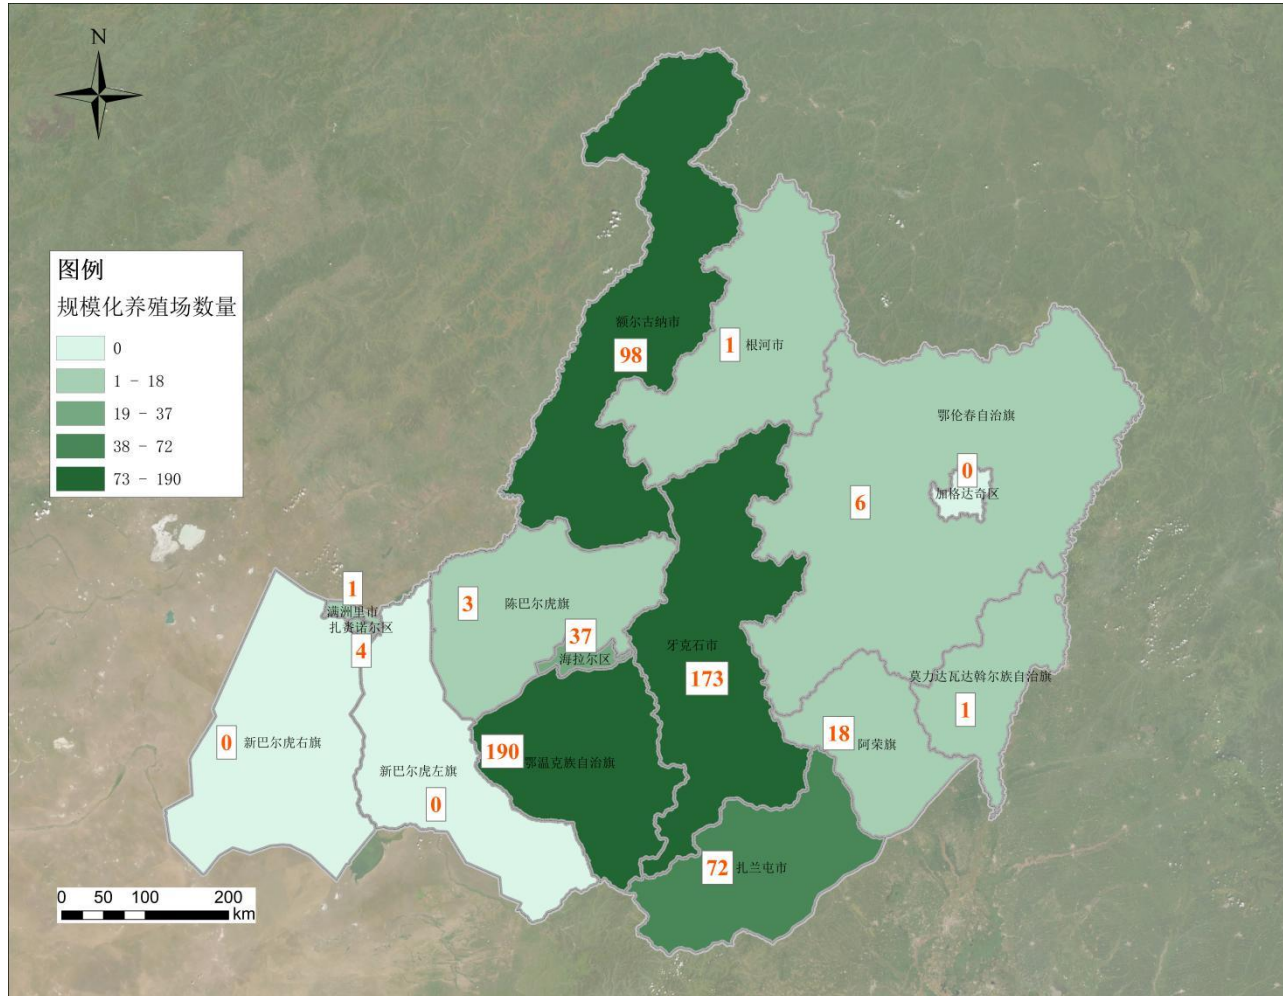 N
图例
规模化养殖场数量
0
1 - 18
19 - 37
38 - 72
73 - 190
额尔古纳市
98
1
根河市
鄂伦春自治旗
0
加格达奇区
6
1
满洲里市
扎赉诺尔区
4
3
陈巴尔虎旗
37
海拉尔区
牙克石市
173
莫力达瓦达斡尔族自治旗
1
18
阿荣旗
0
新巴尔虎右旗
新巴尔虎左旗
0
190
鄂温克族自治旗
72
扎兰屯市
0 50 100 200
km